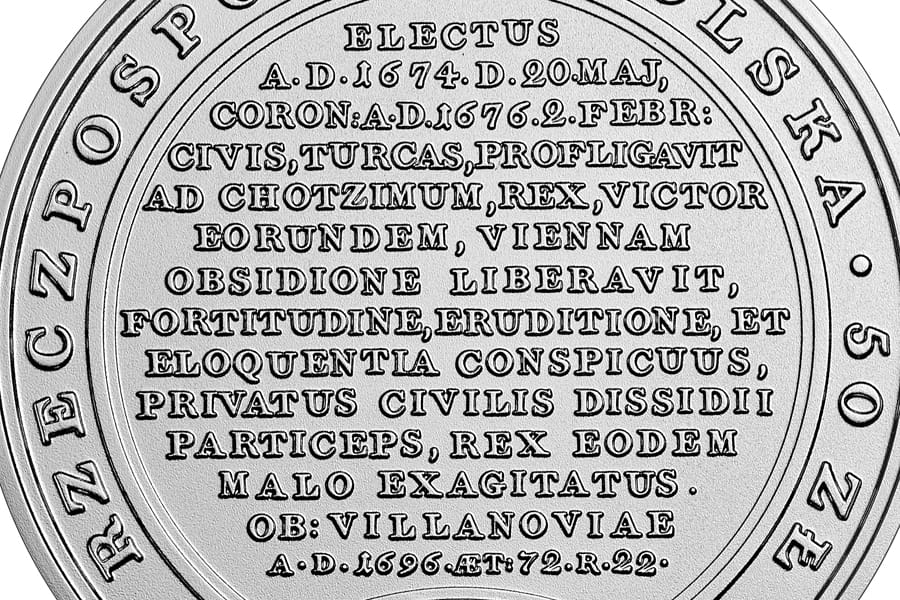 RZECZPOSPO
OLSKA · 50 ZŁ
ELECTUS
A.D.1674.D.20.MAJ,
CORON:A.D.1676.2.FEBR:
CIVIS,TURCAS,PROFLIGAVIT
AD CHOTZIMUM,REX,VICTOR
EORUNDEM, VIENNAM
OBSIDIONE LIBERAVIT,
FORTITUDINE,ERUDITIONE, ET
ELOQUENTIA CONSPICUUS,
PRIVATUS CIVILIS DISSIDII
PARTICEPS, REX EODEM
MALO EXAGITATUS.
OB: VILLANOVIAE
A.D.1696.ÆT:72.R.22.